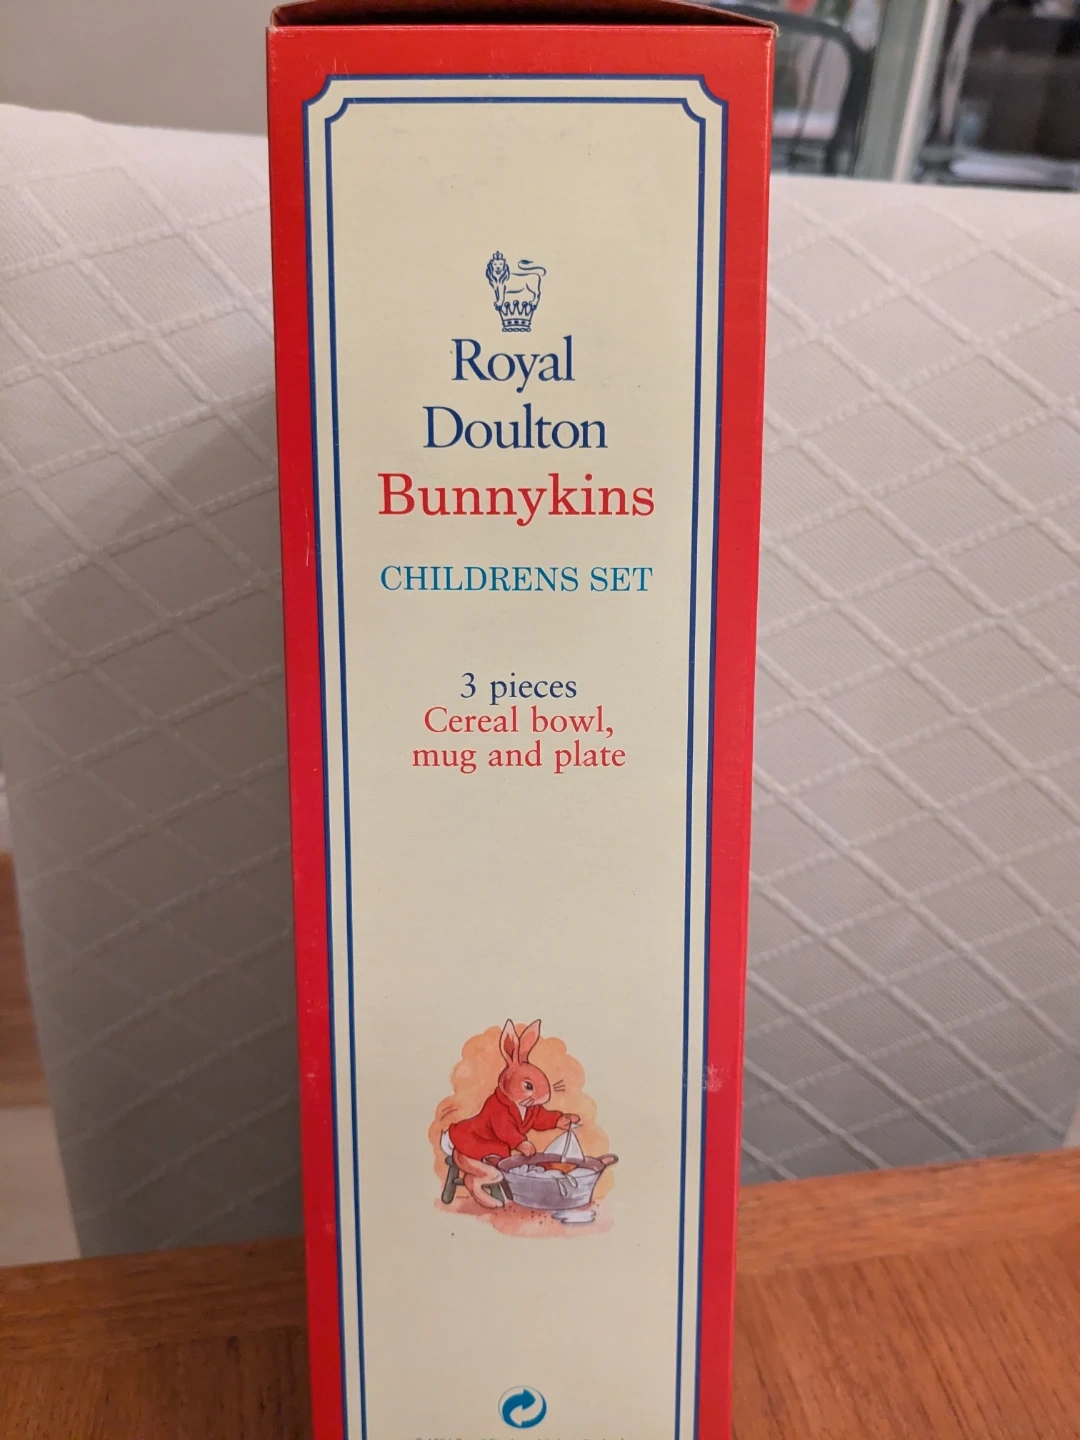 Royal
Doulton
Bunnykins
CHILDRENS SET
3 pieces
Cereal bowl,
mug and plate